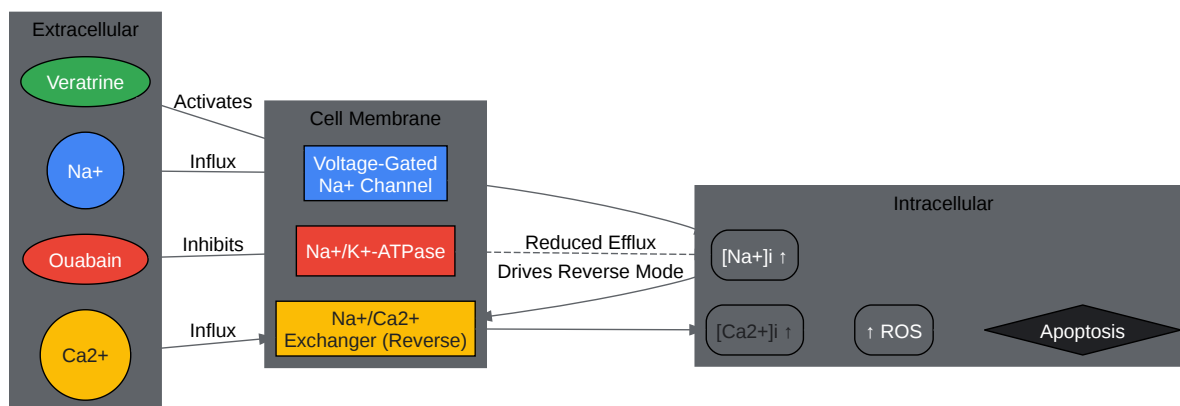 Extracellular
Veratrine
Activates
Cell Membrane
Na+
Influx
Voltage-Gated
Na+ Channel
Intracellular
Ouabain
Inhibits
Na+/K+-ATPase
Reduced Efflux
[Na+]i ↑
Drives Reverse Mode
Ca2+
Influx
Na+/Ca2+
Exchanger (Reverse)
[Ca2+]i ↑
↑ ROS
Apoptosis